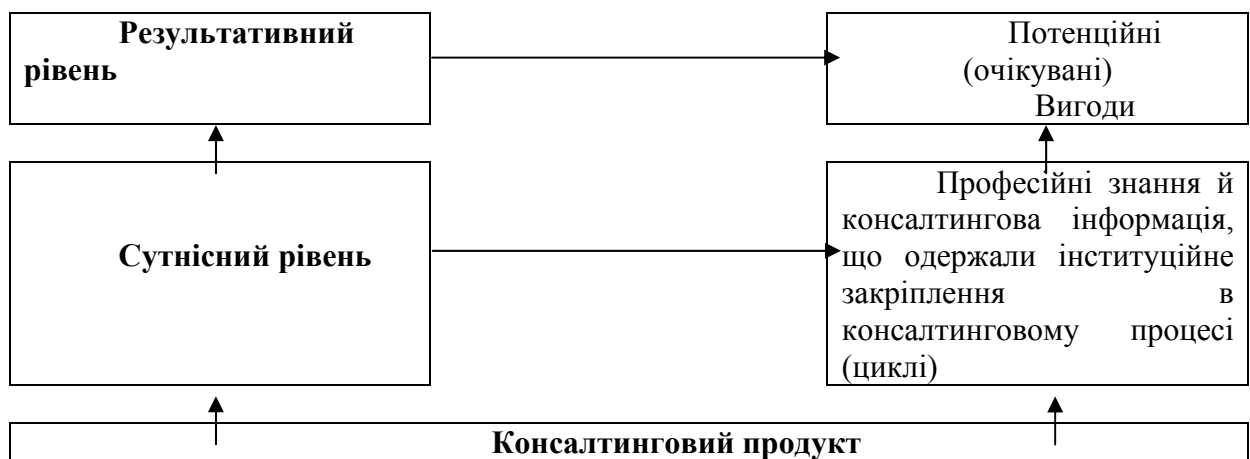 Результативний
рівень
Потенційні
(очікувані)
Вигоди
Сутнісний рівень
Професійні знання й
консалтингова інформація,
що одержали інституційне
закріплення в
консалтинговому процесі
(циклі)
Консалтинговий продукт